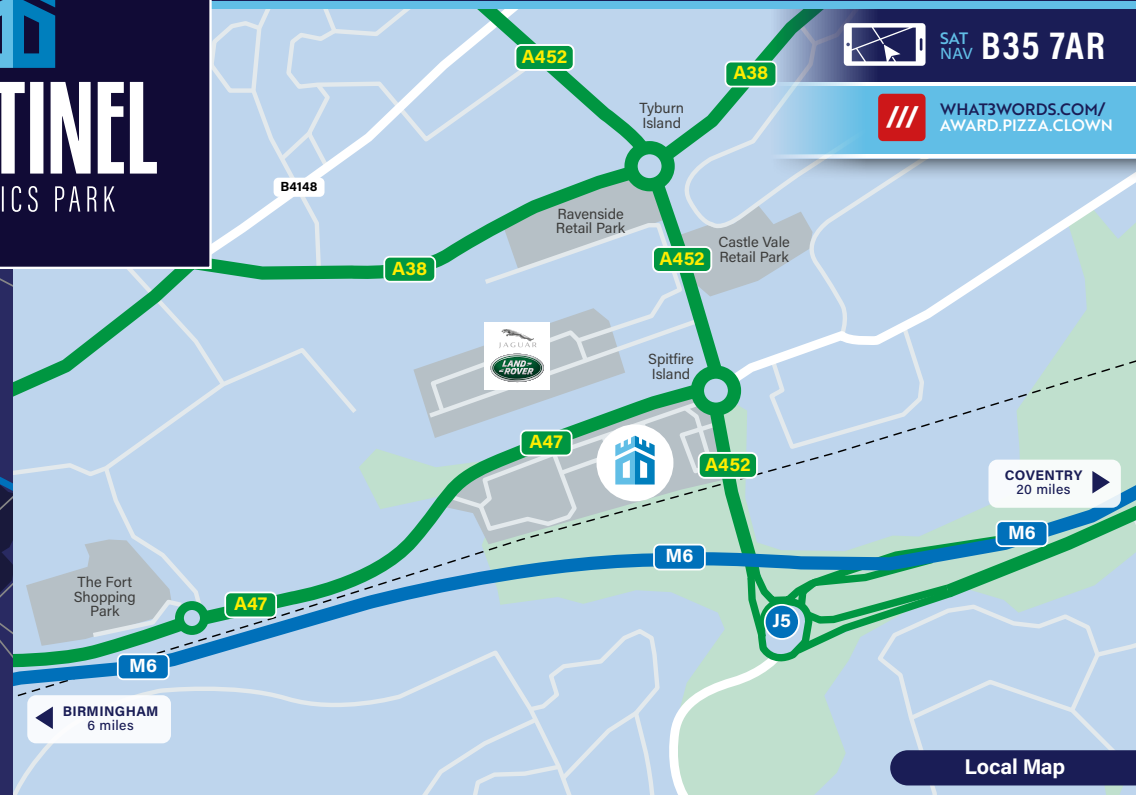 TINEL
ICS PARK
SAT
NAV
B35 7AR
WHAT3WORDS.COM/
AWARD.PIZZA.CLOWN
A452
A38
Tyburn
Island
B4148
Ravenside
Retail Park
Castle Vale
Retail Park
A452
A38
JAGUAR
LAND-
ROVER
Spitfire
Island
A47
A452
COVENTRY
20 miles
M6
M6
The Fort
Shopping
Park
A47
J5
M6
BIRMINGHAM
6 miles
Local Map